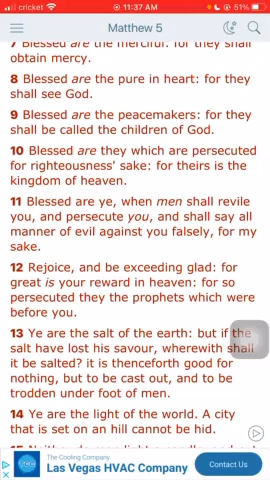 cricket 11:37 AM 51%
Matthew 5
7 Blessed are the merciful: for they shall
obtain mercy.
8 Blessed are the pure in heart: for they
shall see God.
9 Blessed are the peacemakers: for they
shall be called the children of God.
10 Blessed are they which are persecuted
for righteousness' sake: for theirs is the
kingdom of heaven.
11 Blessed are ye, when men shall revile
you, and persecute you, and shall say all
manner of evil against you falsely, for my
sake.
12 Rejoice, and be exceeding glad: for
great is your reward in heaven: for so
persecuted they the prophets which were
before you.
13 Ye are the salt of the earth: but if the
salt have lost his savour, wherewith shall
it be salted? it is thenceforth good for
nothing, but to be cast out, and to be
trodden under foot of men.
14 Ye are the light of the world. A city
that is set on an hill cannot be hid.
The Cooling Company
Las Vegas HVAC Company
Contact Us